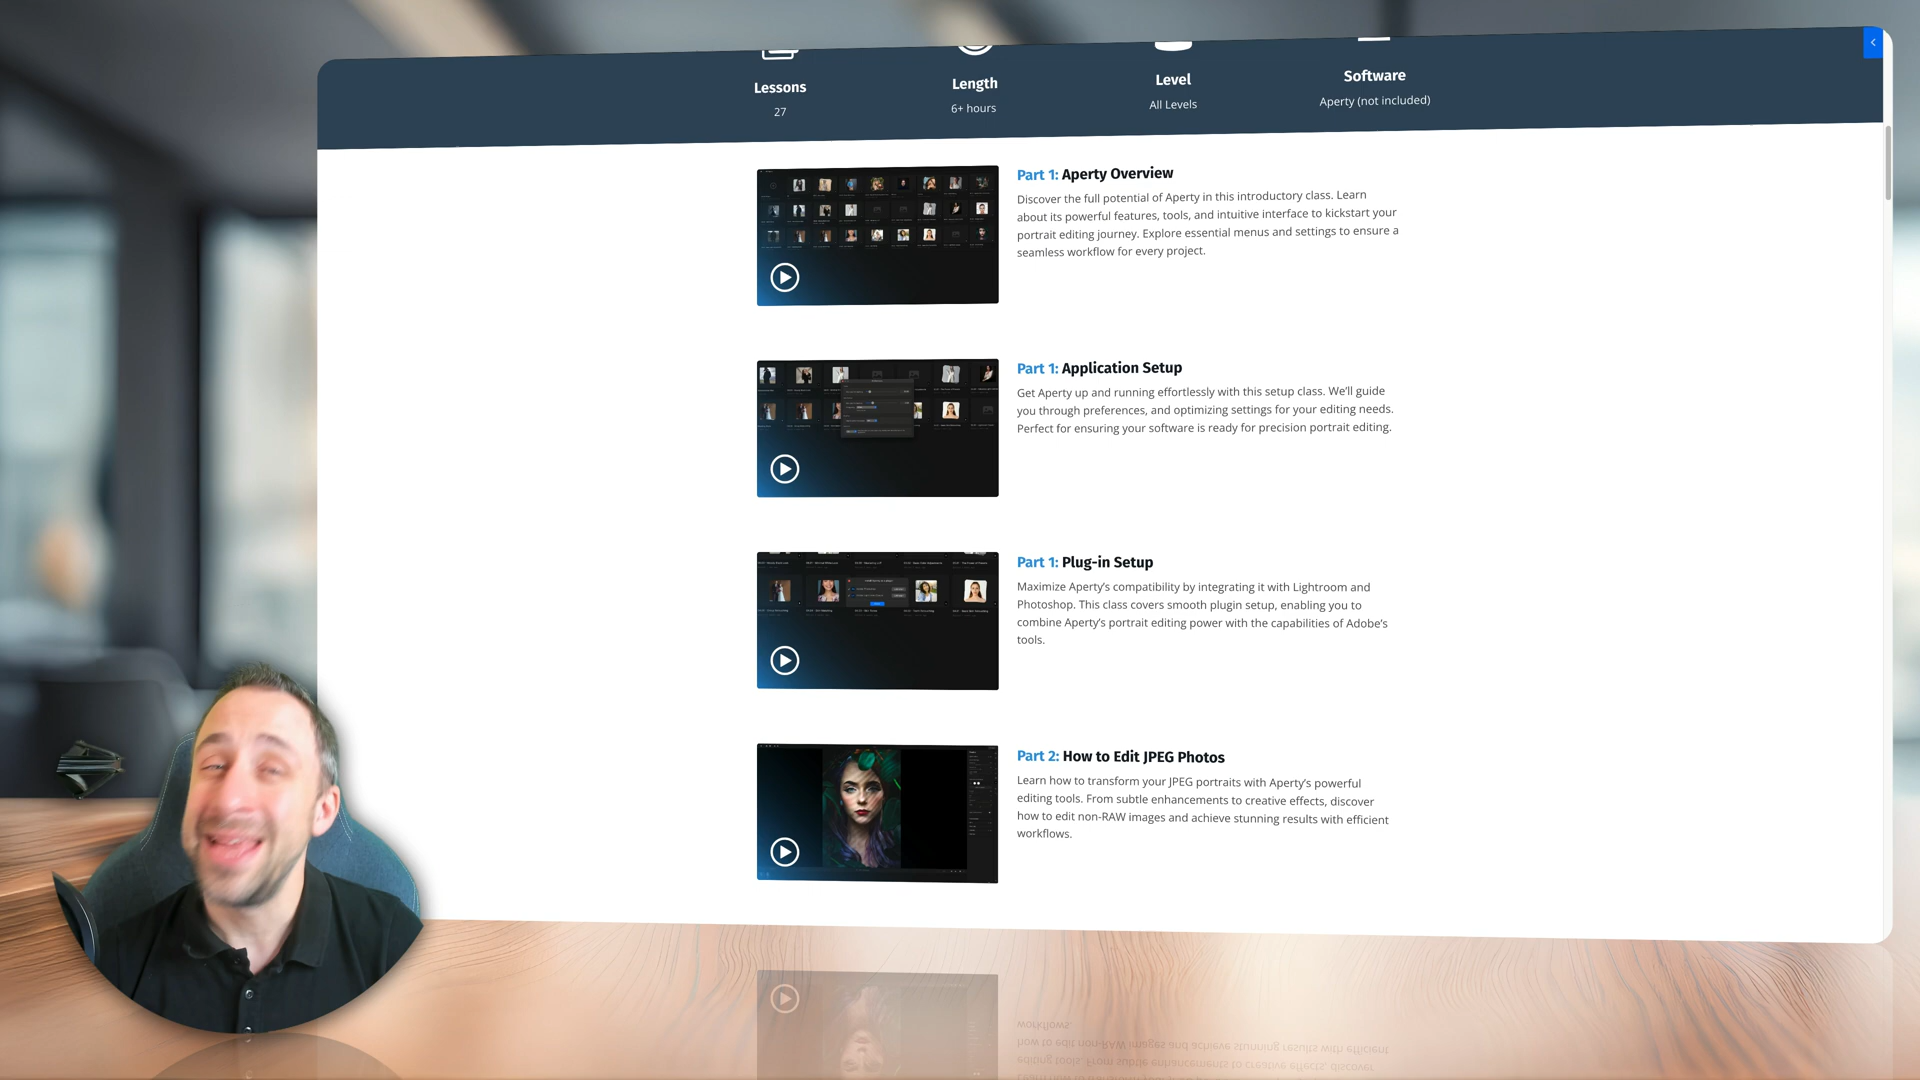 Lessons
27
Length
6+ hours
Level
All Levels
Software
Aperty (not included)
Part 1: Aperty Overview
Discover the full potential of Aperty in this introductory class. Learn
about its powerful features, tools, and intuitive interface to kickstart your
portrait editing journey. Explore essential menus and settings to ensure a
seamless workflow for every project.
Part 1: Application Setup
Get Aperty up and running effortlessly with this setup class. We'll guide
you through preferences, and optimizing settings for your editing needs.
Perfect for ensuring your software is ready for precision portrait editing.
Part 1: Plug-in Setup
Maximize Aperty's compatibility by integrating it with Lightroom and
Photoshop. This class covers smooth plugin setup, enabling you to
combine Aperty's portrait editing power with the capabilities of Adobe's
tools.
Part 2: How to Edit JPEG Photos
Learn how to transform your JPEG portraits with Aperty's powerful
editing tools. From subtle enhancements to creative effects, discover
how to edit non-RAW images and achieve stunning results with efficient
workflows.